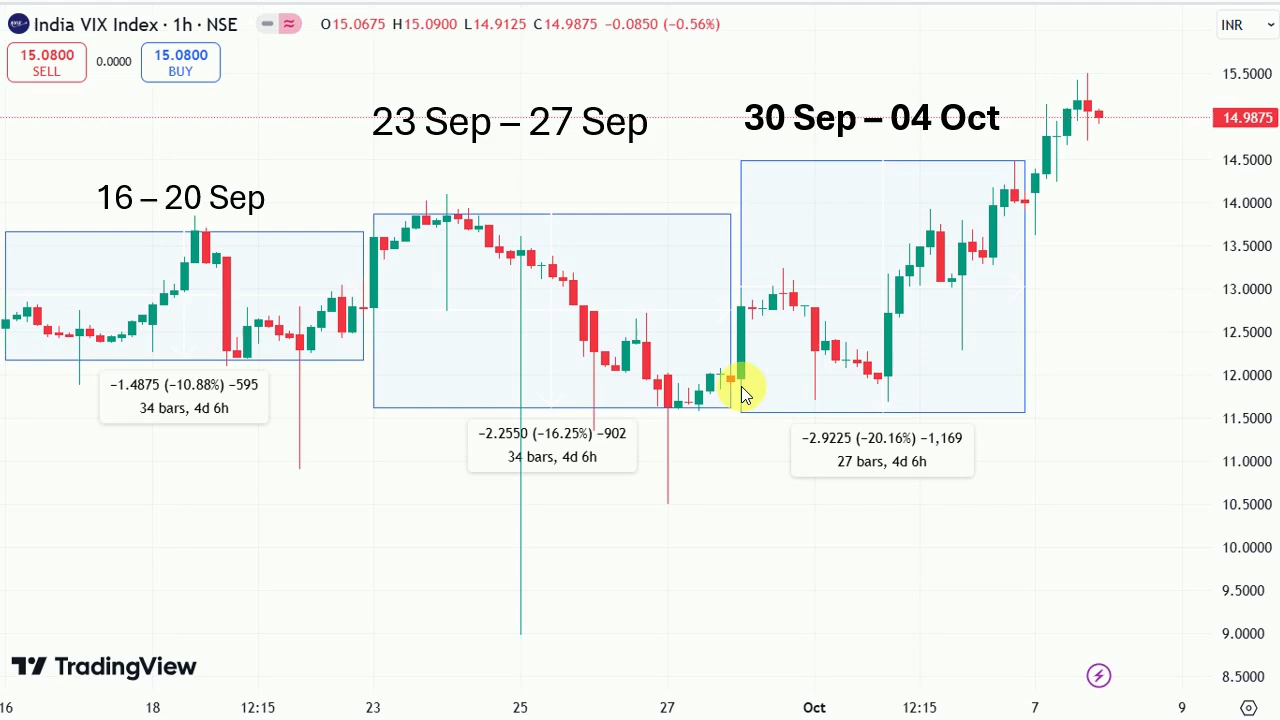 India VIX Index · 1h · NSE
O15.0675 H15.0900 L14.9125 C14.9875 −0.0850 (−0.56%)
INR
15.0800
SELL
0.0000
15.0800
BUY
16 – 20 Sep
23 Sep – 27 Sep
30 Sep – 04 Oct
−1.4875 (−10.88%) −595
34 bars, 4d 6h
−2.2550 (−16.25%) −902
34 bars, 4d 6h
−2.9225 (−20.16%) −1,169
27 bars, 4d 6h
15.5000
14.9875
14.5000
14.0000
13.5000
13.0000
12.5000
12.0000
11.5000
11.0000
10.5000
10.0000
9.5000
9.0000
8.5000
TradingView
16 18 12:15 23 25 27 Oct 12:15 7 9